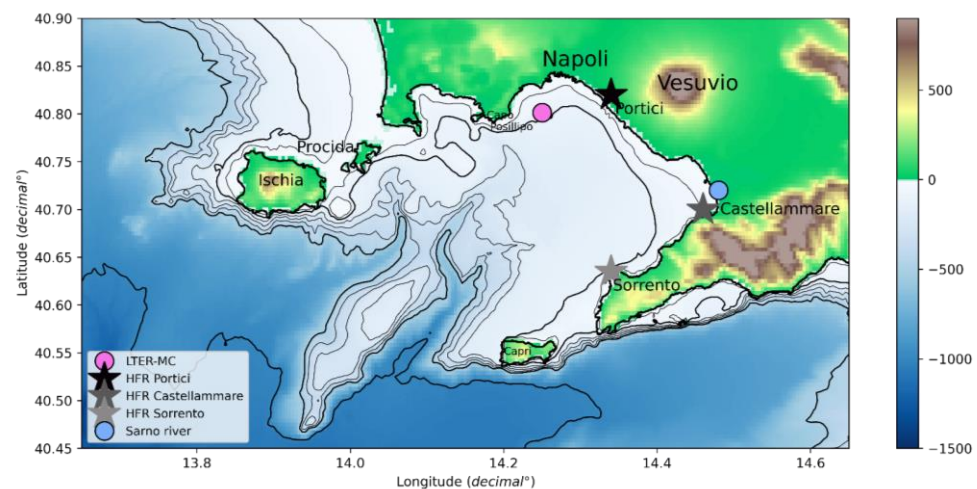 40.90
40.85
40.80
40.75
40.70
40.65
40.60
40.55
40.50
40.45
Latitude (decimal°)
Napoli
Vesuvio
Portici
Capo
Posillipo
Procida
Ischia
Castellammare
Sorrento
Capri
LTER-MC
HFR Portici
HFR Castellammare
HFR Sorrento
Sarno river
13.8
14.0
14.2
14.4
14.6
Longitude (decimal°)
500
0
−500
−1000
−1500